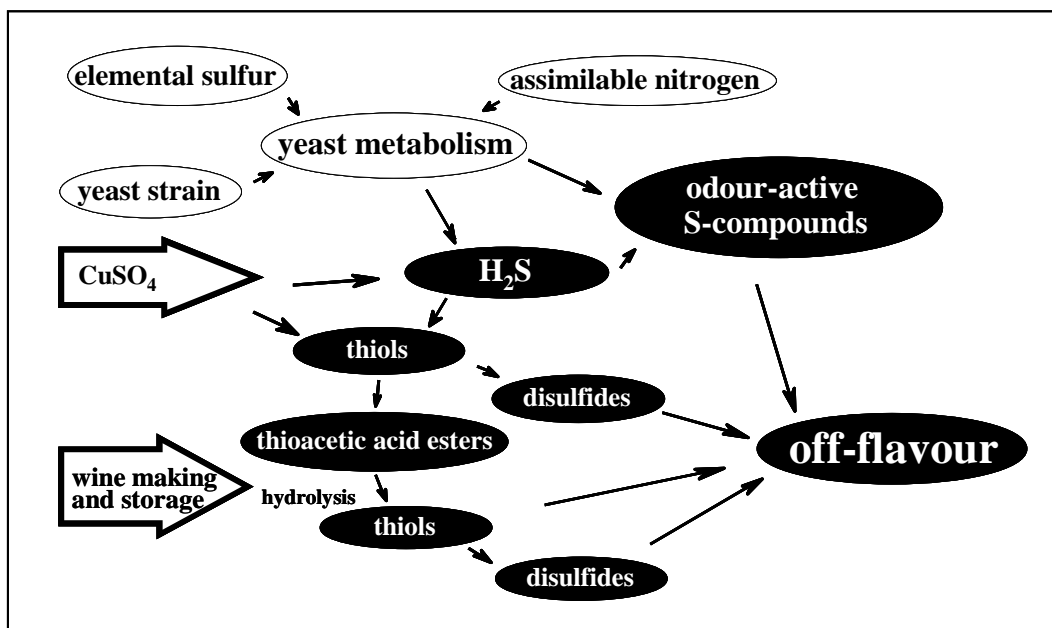 elemental sulfur
assimilable nitrogen
yeast metabolism
yeast strain
odour-active
S-compounds
CuSO₄
H₂S
thiols
disfulfides
thioacetic acid esters
off-flavour
wine making
and storage
hydrolysis
thiols
disulfides